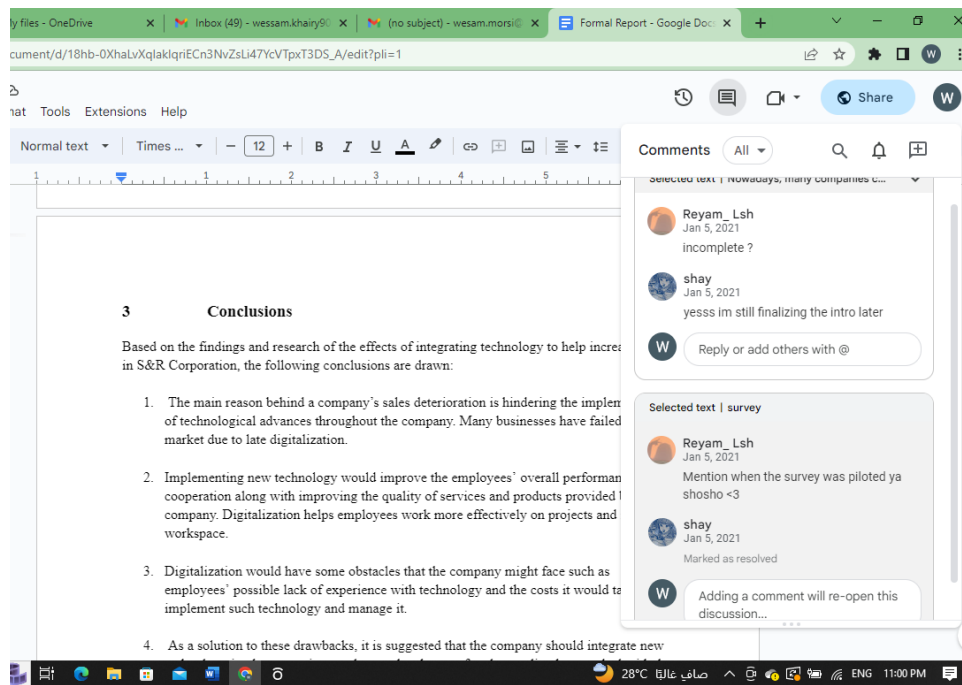 ly files - OneDrive
Inbox (49) - wessam.khairy90
(no subject) - wesam.morsi@
Formal Report - Google Docs
cument/d/18hb-0XhaLvXqlaklqriECn3NvZsLi47YcVTpxT3DS_A/edit?pli=1
W
mat Tools Extensions Help
Share
W
Normal text Times ... 12 B I U A
Comments All
1 1 2 3 4 5
Selected text | Nowadays, many companies c...
Reyam_ Lsh
Jan 5, 2021
incomplete ?
shay
Jan 5, 2021
yesss im still finalizing the intro later
W Reply or add others with @
Selected text | survey
Reyam_ Lsh
Jan 5, 2021
Mention when the survey was piloted ya
shosho <3
shay
Jan 5, 2021
Marked as resolved
W Adding a comment will re-open this
discussion...
3 Conclusions
Based on the findings and research of the effects of integrating technology to help increa
in S&R Corporation, the following conclusions are drawn:
1. The main reason behind a company's sales deterioration is hindering the implem
of technological advances throughout the company. Many businesses have failed
market due to late digitalization.
2. Implementing new technology would improve the employees' overall performan
cooperation along with improving the quality of services and products provided
company. Digitalization helps employees work more effectively on projects and
workspace.
3. Digitalization would have some obstacles that the company might face such as
employees' possible lack of experience with technology and the costs it would ta
implement such technology and manage it.
4. As a solution to these drawbacks, it is suggested that the company should integrate new
28°C صاف غالبًا ENG 11:00 PM